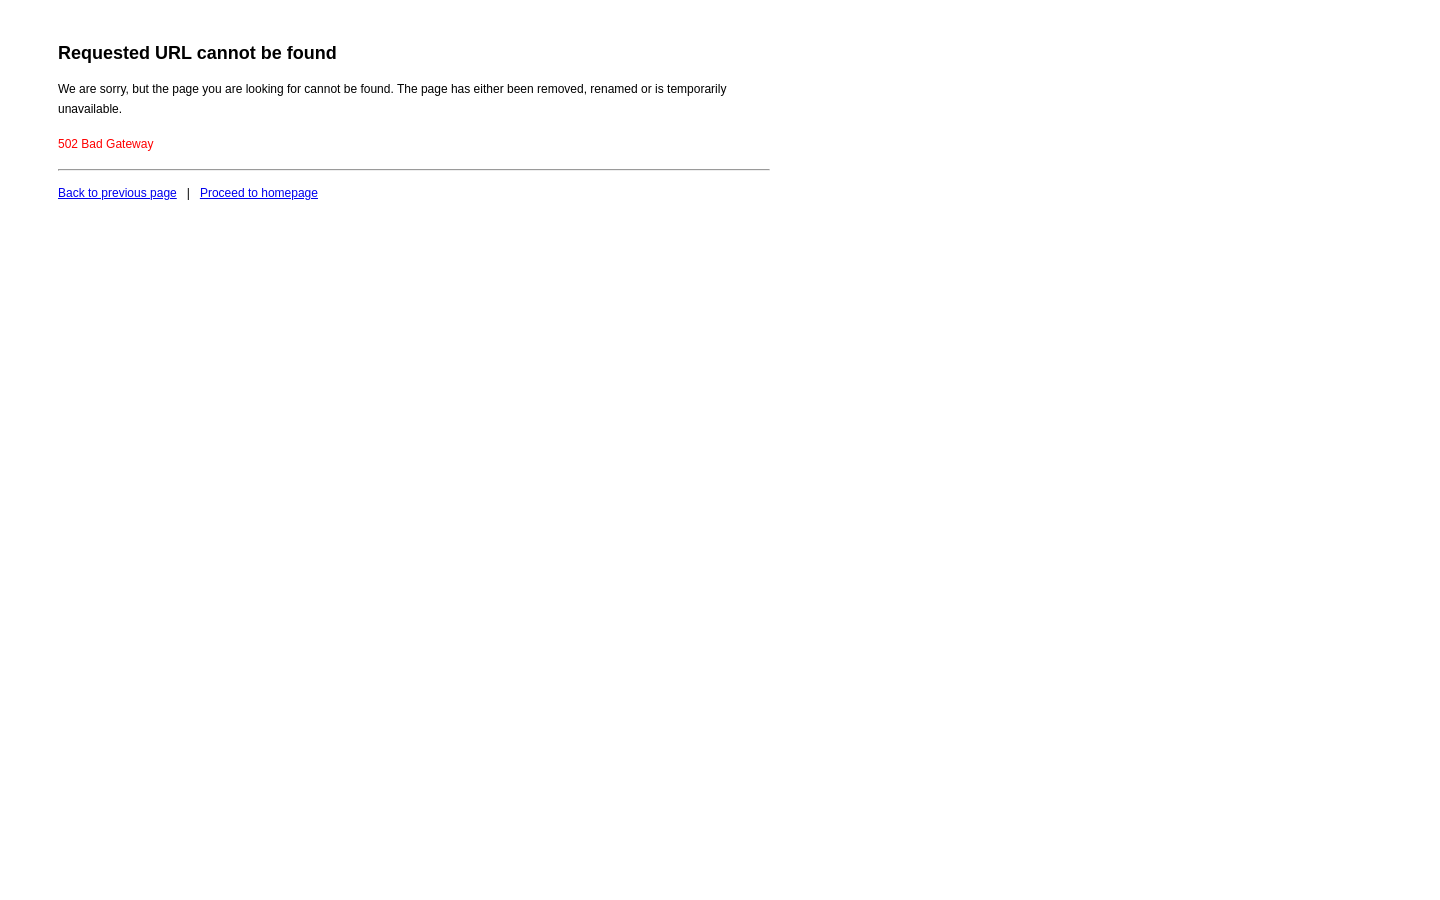 Requested URL cannot be found
We are sorry, but the page you are looking for cannot be found. The page has either been removed, renamed or is temporarily
unavailable.
502 Bad Gateway
Back to previous page | Proceed to homepage